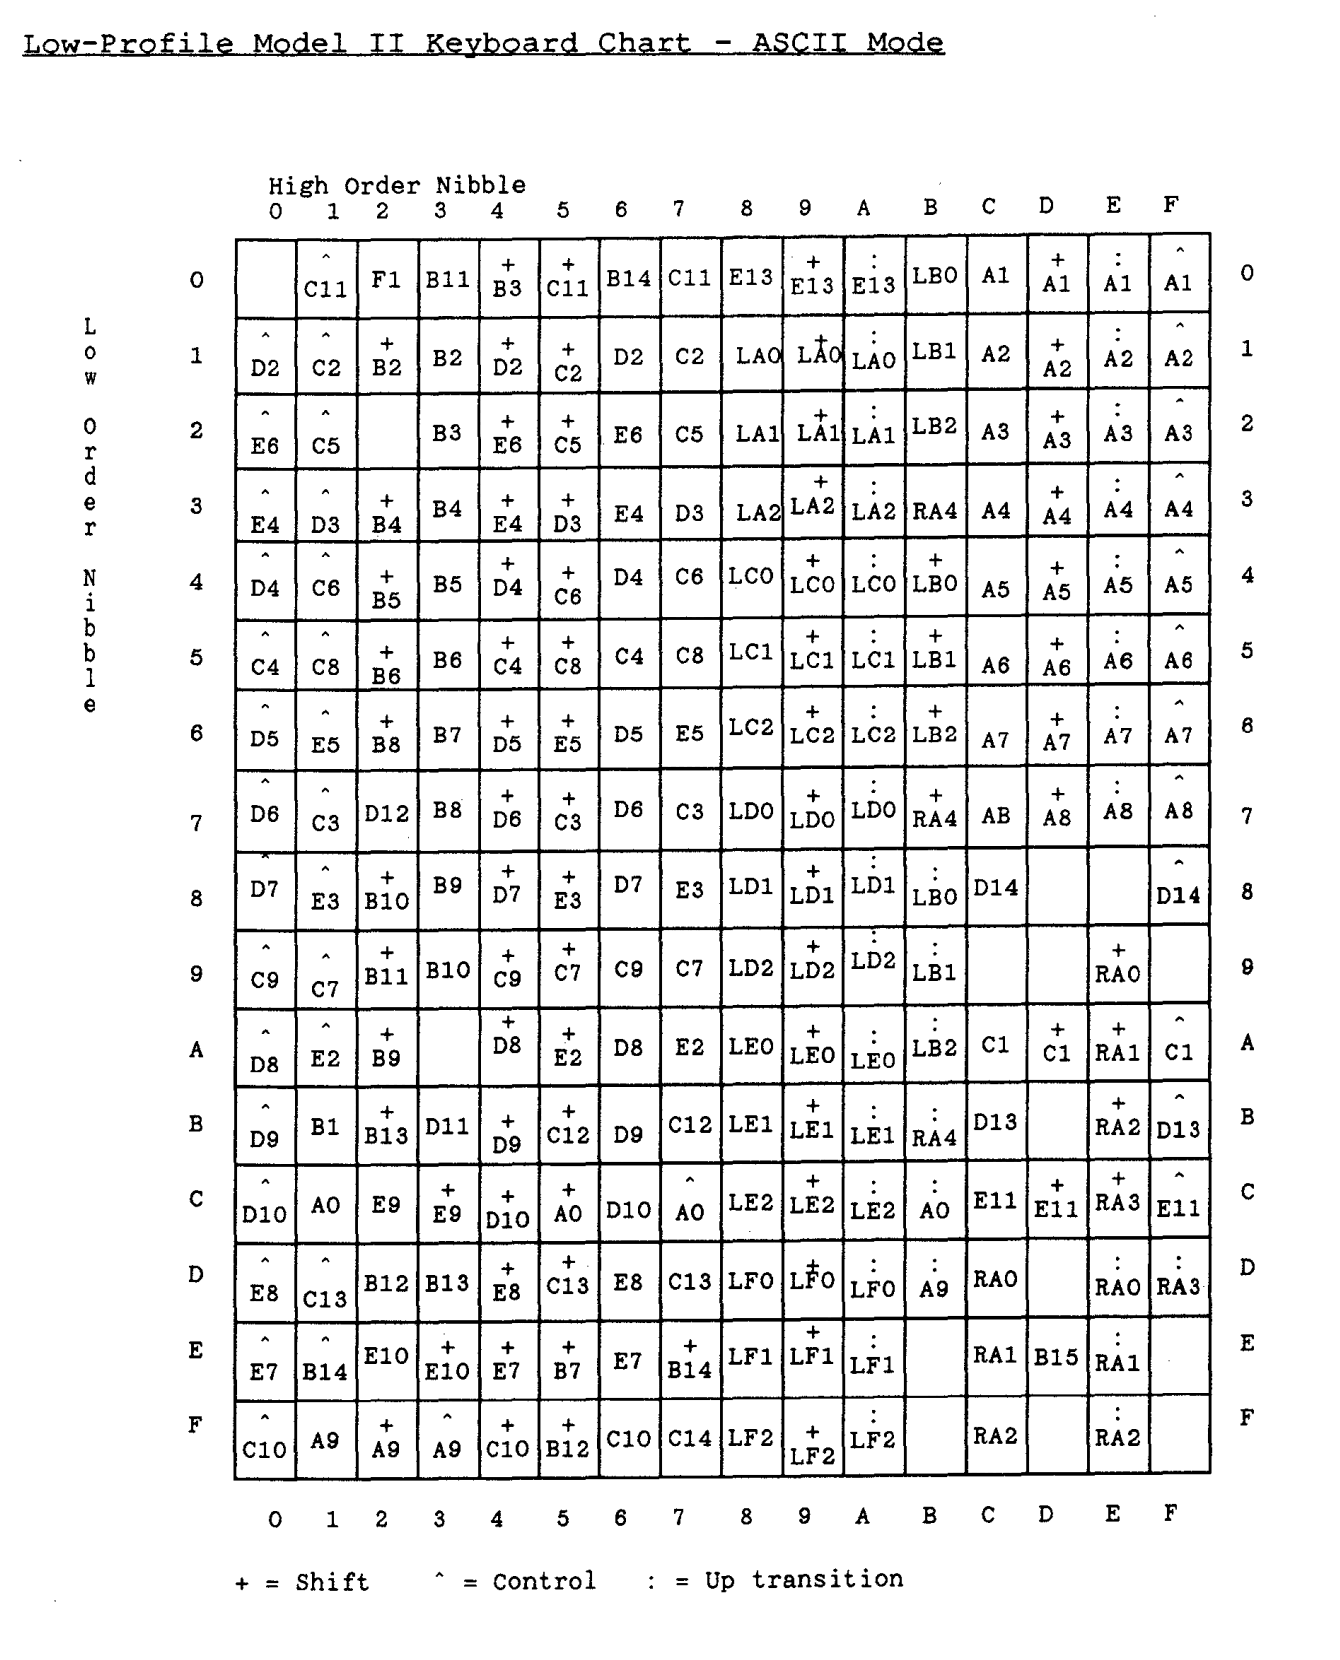 Low-Profile Model II Keyboard Chart - ASCII Mode
High Order Nibble
0 1 2 3 4 5 6 7 8 9 A B C D E F
Low Order Nibble
0 ^C11 F1 B11 +B3 +C11 B14 C11 E13 +E13 :E13 LB0 A1 +A1 :A1 ^A1 0
1 ^D2 ^C2 +B2 B2 +D2 +C2 D2 C2 LA0 +LA0 :LA0 LB1 A2 +A2 :A2 ^A2 1
2 ^E6 ^C5 B3 +E6 +C5 E6 C5 LA1 +LA1 :LA1 LB2 A3 +A3 :A3 ^A3 2
3 ^E4 ^D3 +B4 B4 +E4 +D3 E4 D3 LA2 +LA2 :LA2 RA4 A4 +A4 :A4 ^A4 3
4 ^D4 ^C6 +B5 B5 +D4 +C6 D4 C6 LC0 +LC0 :LC0 +LB0 A5 +A5 :A5 ^A5 4
5 ^C4 ^C8 +B6 B6 +C4 +C8 C4 C8 LC1 +LC1 :LC1 +LB1 A6 +A6 :A6 ^A6 5
6 ^D5 ^E5 +B8 B7 +D5 +E5 D5 E5 LC2 +LC2 :LC2 +LB2 A7 +A7 :A7 ^A7 6
7 ^D6 ^C3 D12 B8 +D6 +C3 D6 C3 LD0 +LD0 :LD0 +RA4 AB +A8 :A8 ^A8 7
8 ^D7 ^E3 +B10 B9 +D7 +E3 D7 E3 LD1 +LD1 :LD1 :LB0 D14 ^D14 8
9 ^C9 ^C7 +B11 B10 +C9 +C7 C9 C7 LD2 +LD2 :LD2 :LB1 +RA0 9
A ^D8 ^E2 +B9 +D8 +E2 D8 E2 LE0 +LE0 :LE0 :LB2 C1 +C1 +RA1 ^C1 A
B ^D9 B1 +B13 D11 +D9 +C12 D9 C12 LE1 +LE1 :LE1 :RA4 D13 +RA2 ^D13 B
C ^D10 A0 E9 +E9 +D10 +A0 D10 ^A0 LE2 +LE2 :LE2 :A0 E11 +E11 +RA3 ^E11 C
D ^E8 ^C13 B12 B13 +E8 +C13 E8 C13 LF0 +LF0 :LF0 :A9 RA0 :RA0 :RA3 D
E ^E7 ^B14 E10 +E10 +E7 +B7 E7 +B14 LF1 +LF1 :LF1 RA1 B15 :RA1 E
F ^C10 A9 +A9 ^A9 +C10 +B12 C10 C14 LF2 +LF2 :LF2 RA2 :RA2 F
0 1 2 3 4 5 6 7 8 9 A B C D E F
+ = Shift ^ = Control : = Up transition